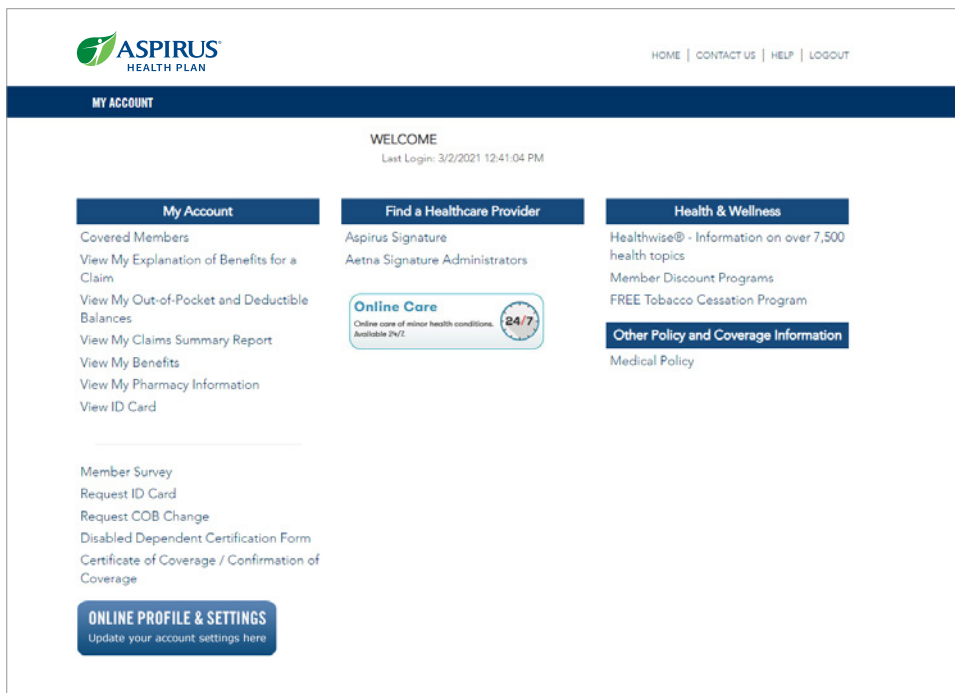 ASPIRUS®
HEALTH PLAN
HOME | CONTACT US | HELP | LOGOUT
MY ACCOUNT
WELCOME
Last Login: 3/2/2021 12:41:04 PM
My Account
Covered Members
View My Explanation of Benefits for a
Claim
View My Out-of-Pocket and Deductible
Balances
View My Claims Summary Report
View My Benefits
View My Pharmacy Information
View ID Card
Member Survey
Request ID Card
Request COB Change
Disabled Dependent Certification Form
Certificate of Coverage / Confirmation of
Coverage
ONLINE PROFILE & SETTINGS
Update your account settings here
Find a Healthcare Provider
Aspirus Signature
Aetna Signature Administrators
Online Care
Online care of minor health conditions.
Available 24/7.
24/7
Health & Wellness
Healthwise® - Information on over 7,500
health topics
Member Discount Programs
FREE Tobacco Cessation Program
Other Policy and Coverage Information
Medical Policy